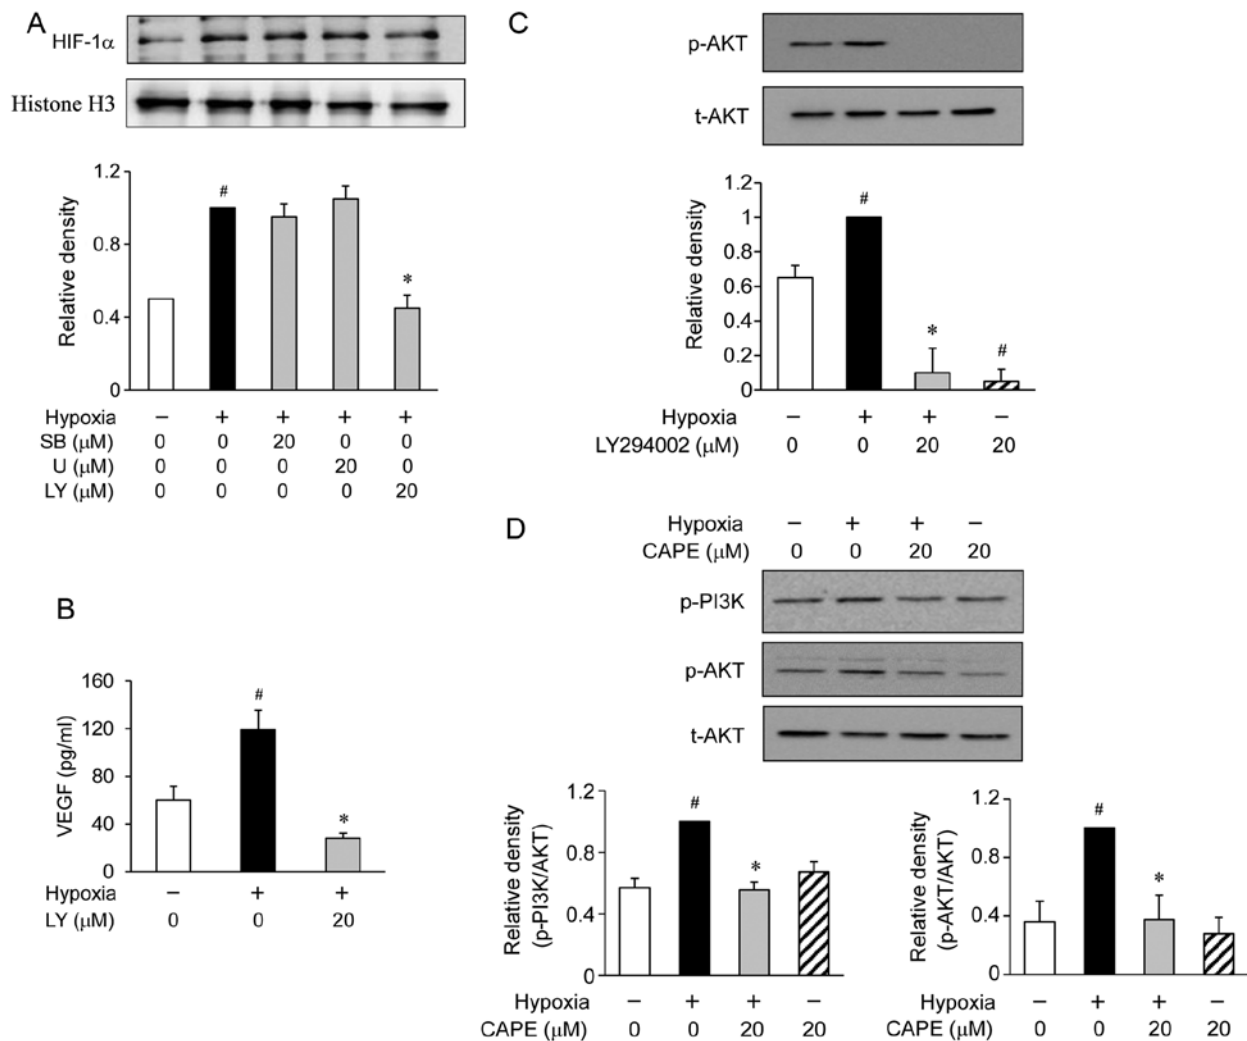 A
HIF-1α
Histone H3
Relative density
1.2
0.8
0.4
0
#
*
Hypoxia − + + + +
SB (μM) 0 0 20 0 0
U (μM) 0 0 0 20 0
LY (μM) 0 0 0 0 20
B
VEGF (pg/ml)
160
120
80
40
0
#
*
Hypoxia − + +
LY (μM) 0 0 20
C
p-AKT
t-AKT
Relative density
1.2
1
0.8
0.6
0.4
0.2
0
#
*
#
Hypoxia − + + −
LY294002 (μM) 0 0 20 20
D
Hypoxia − + + −
CAPE (μM) 0 0 20 20
p-PI3K
p-AKT
t-AKT
Relative density
(p-PI3K/AKT)
1.2
0.8
0.4
0
#
*
Hypoxia − + + −
CAPE (μM) 0 0 20 20
Relative density
(p-AKT/AKT)
1.2
0.8
0.4
0
#
*
Hypoxia − + + −
CAPE (μM) 0 0 20 20